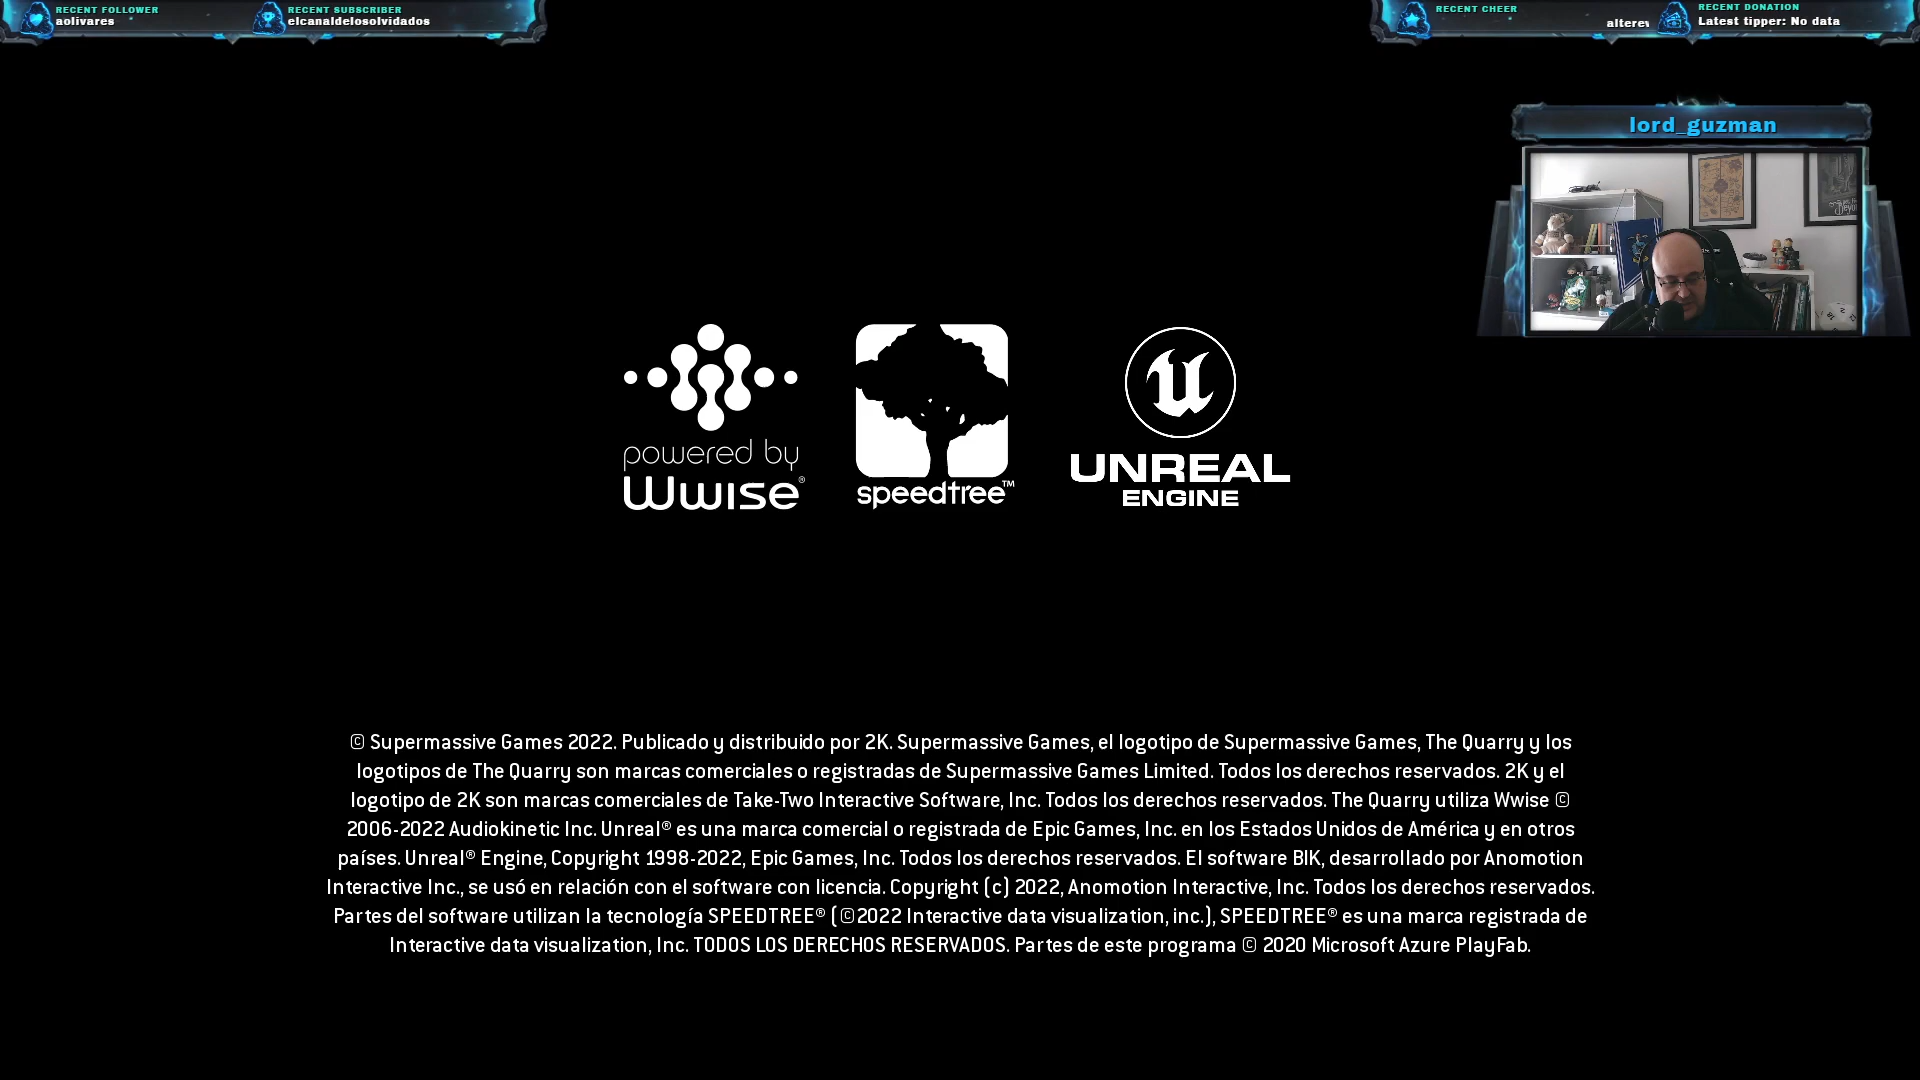 RECENT FOLLOWER
aolivares
RECENT SUBSCRIBER
elcanaldelosolvidados
RECENT CHEER
alterev
RECENT DONATION
Latest tipper: No data
lord_guzman
powered by
Wwise®
speedtree™
UNREAL
ENGINE
© Supermassive Games 2022. Publicado y distribuido por 2K. Supermassive Games, el logotipo de Supermassive Games, The Quarry y los
logotipos de The Quarry son marcas comerciales o registradas de Supermassive Games Limited. Todos los derechos reservados. 2K y el
logotipo de 2K son marcas comerciales de Take-Two Interactive Software, Inc. Todos los derechos reservados. The Quarry utiliza Wwise ©
2006-2022 Audiokinetic Inc. Unreal® es una marca comercial o registrada de Epic Games, Inc. en los Estados Unidos de América y en otros
países. Unreal® Engine, Copyright 1998-2022, Epic Games, Inc. Todos los derechos reservados. El software BIK, desarrollado por Anomotion
Interactive Inc., se usó en relación con el software con licencia. Copyright (c) 2022, Anomotion Interactive, Inc. Todos los derechos reservados.
Partes del software utilizan la tecnología SPEEDTREE® (©2022 Interactive data visualization, inc.), SPEEDTREE® es una marca registrada de
Interactive data visualization, Inc. TODOS LOS DERECHOS RESERVADOS. Partes de este programa © 2020 Microsoft Azure PlayFab.